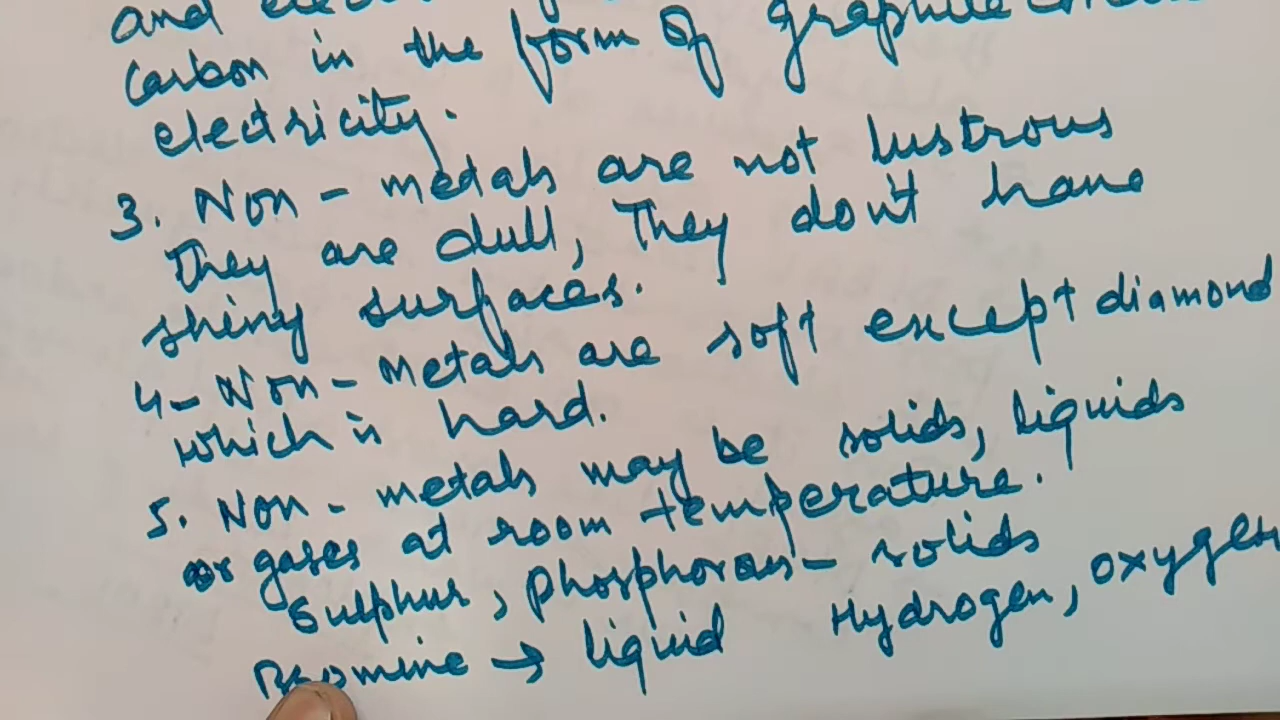 and
carbon in the form of graphite
electricity.
3. Non - metals are not lustrous
They are dull, They don't have
shiny surfaces.
4- Non - metals are soft except diamond
which is hard.
5. Non - metals may be solids, liquids
or gases at room temperature.
Sulphur, phosphorous - solids
Bromine → liquid Hydrogen, oxygen